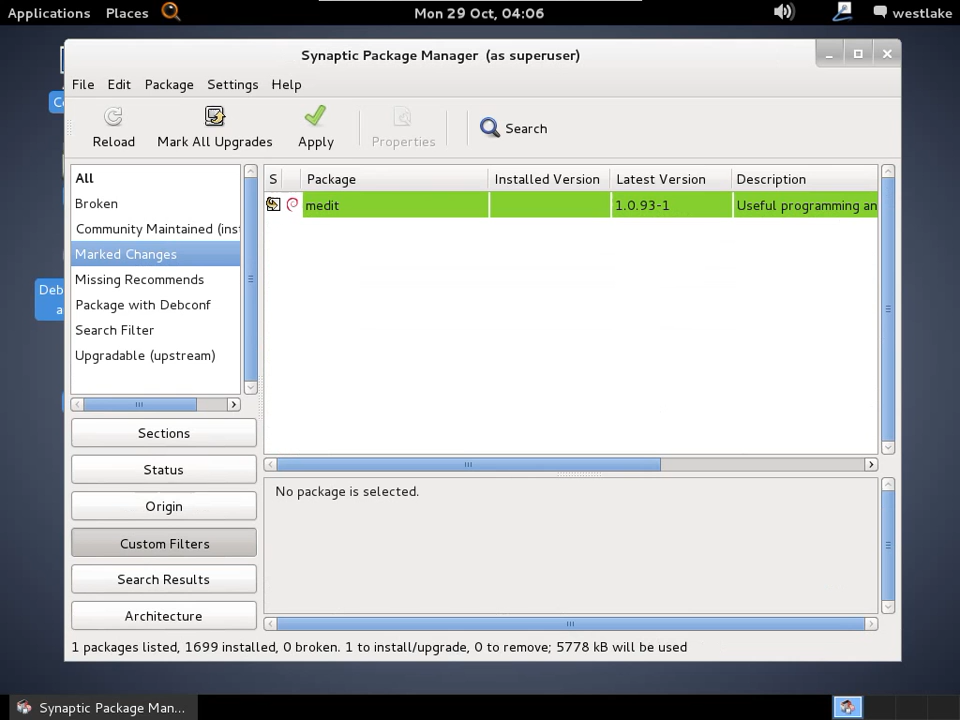 Applications Places Mon 29 Oct, 04:06 westlake
Synaptic Package Manager (as superuser)
File Edit Package Settings Help
Reload Mark All Upgrades Apply Properties Search
All
Broken
Community Maintained (ins
Marked Changes
Missing Recommends
Package with Debconf
Search Filter
Upgradable (upstream)
S Package Installed Version Latest Version Description
medit 1.0.93-1 Useful programming an
Sections
Status
Origin
Custom Filters
Search Results
Architecture
No package is selected.
1 packages listed, 1699 installed, 0 broken. 1 to install/upgrade, 0 to remove; 5778 kB will be used
Co
Deb
a
Synaptic Package Man...